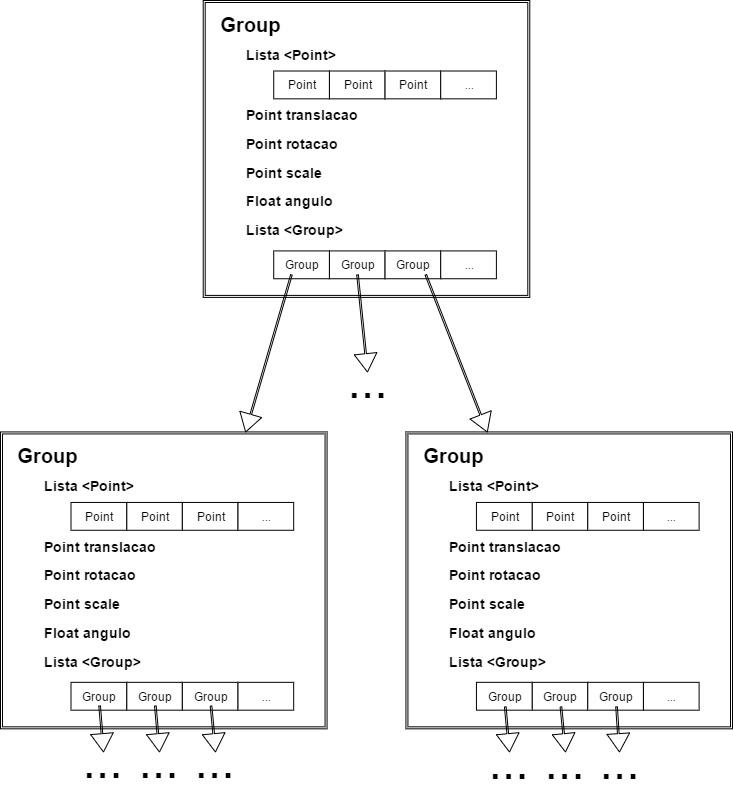 Group
Lista <Point>
Point Point Point ...
Point translacao
Point rotacao
Point scale
Float angulo
Lista <Group>
Group Group Group ...
...
Group
Lista <Point>
Point Point Point ...
Point translacao
Point rotacao
Point scale
Float angulo
Lista <Group>
Group Group Group ...
... ... ...
Group
Lista <Point>
Point Point Point ...
Point translacao
Point rotacao
Point scale
Float angulo
Lista <Group>
Group Group Group ...
... ... ...